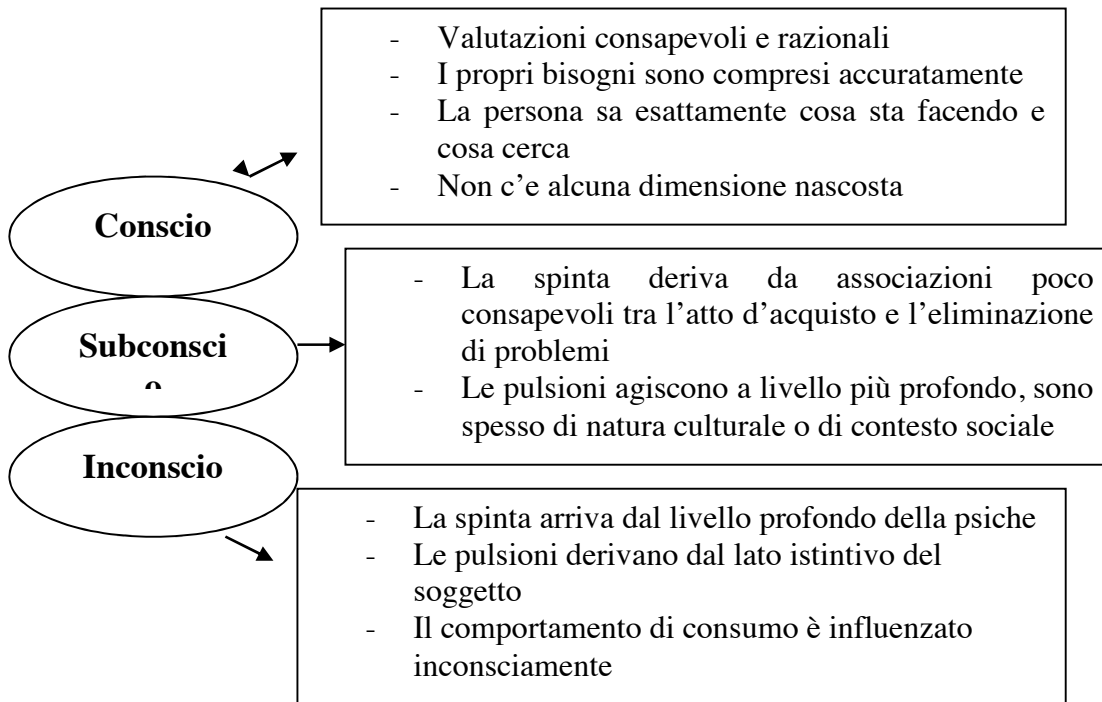 - Valutazioni consapevoli e razionali
- I propri bisogni sono compresi accuratamente
- La persona sa esattamente cosa sta facendo e
cosa cerca
- Non c'e alcuna dimensione nascosta
Conscio
- La spinta deriva da associazioni poco
consapevoli tra l'atto d'acquisto e l'eliminazione
di problemi
- Le pulsioni agiscono a livello più profondo, sono
spesso di natura culturale o di contesto sociale
Subconsci
o
Inconscio
- La spinta arriva dal livello profondo della psiche
- Le pulsioni derivano dal lato istintivo del
soggetto
- Il comportamento di consumo è influenzato
inconsciamente